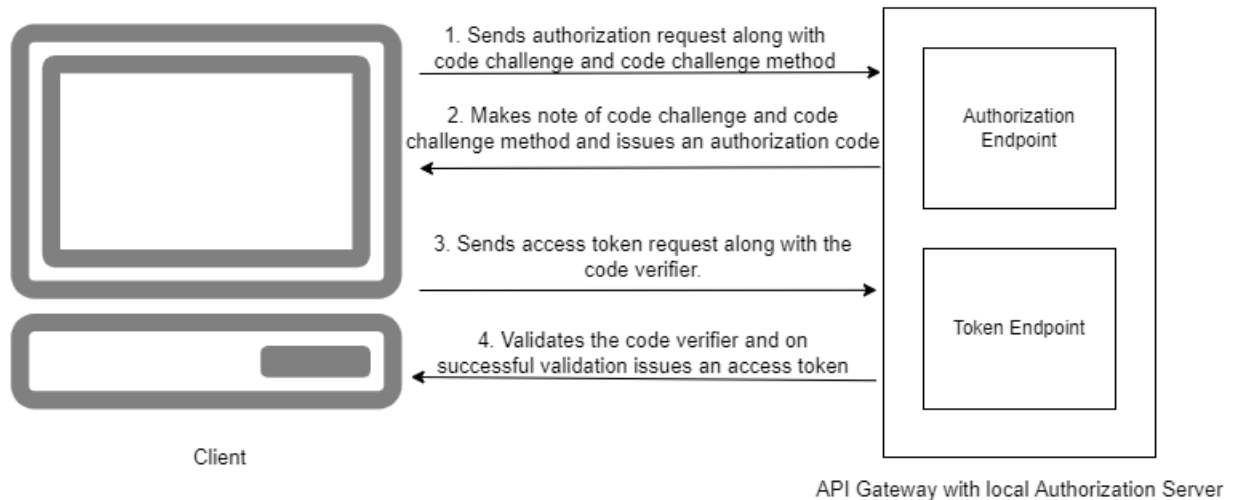 1. Sends authorization request along with
code challenge and code challenge method
2. Makes note of code challenge and code
challenge method and issues an authorization code
3. Sends access token request along with the
code verifier.
4. Validates the code verifier and on
successful validation issues an access token
Client
Authorization
Endpoint
Token Endpoint
API Gateway with local Authorization Server